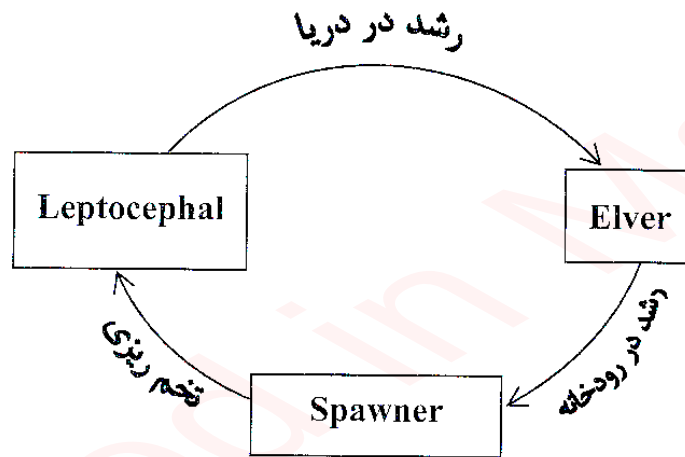 رشد در دریا
Leptocephal
Elver
رشد در رودخانه
تخم ریزی
Spawner